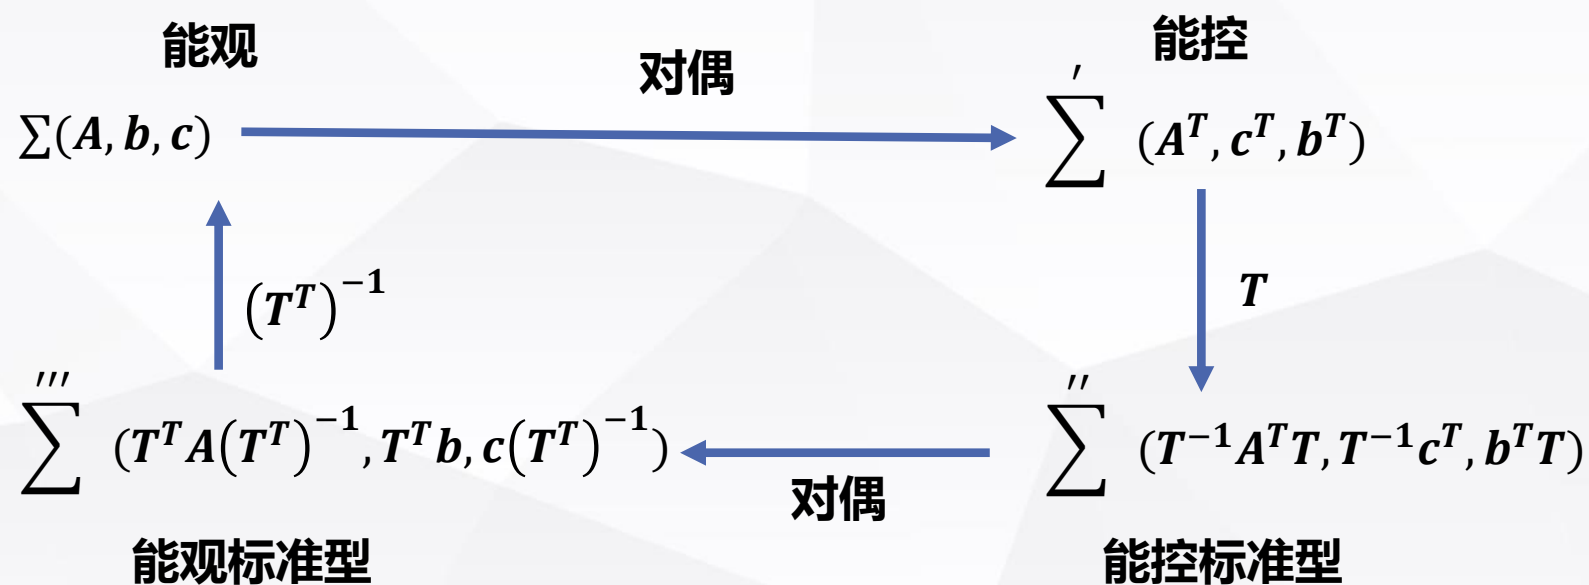 能观
对偶
能控
∑(A, b, c)
∑′ (Aᵀ, cᵀ, bᵀ)
(Tᵀ)⁻¹
T
∑‴ (TᵀA(Tᵀ)⁻¹, Tᵀb, c(Tᵀ)⁻¹)
∑″ (T⁻¹AᵀT, T⁻¹cᵀ, bᵀT)
对偶
能观标准型
能控标准型